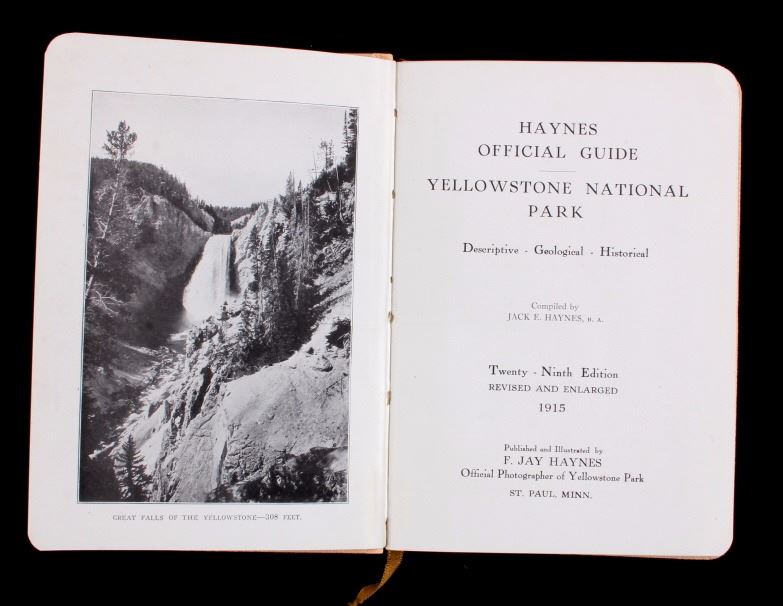 GREAT FALLS OF THE YELLOWSTONE—308 FEET.
HAYNES
OFFICIAL GUIDE
YELLOWSTONE NATIONAL
PARK
Descriptive - Geological - Historical
Compiled by
JACK E. HAYNES, B. A.
Twenty - Ninth Edition
REVISED AND ENLARGED
1915
Published and Illustrated by
F. JAY HAYNES
Official Photographer of Yellowstone Park
ST. PAUL, MINN.